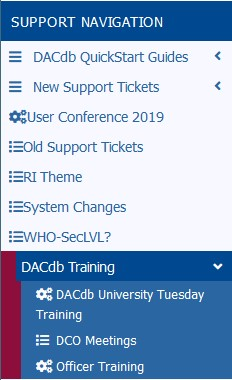 SUPPORT NAVIGATION
DACdb QuickStart Guides
New Support Tickets
User Conference 2019
Old Support Tickets
RI Theme
System Changes
WHO-SecLVL?
DACdb Training
DACdb University Tuesday
Training
DCO Meetings
Officer Training